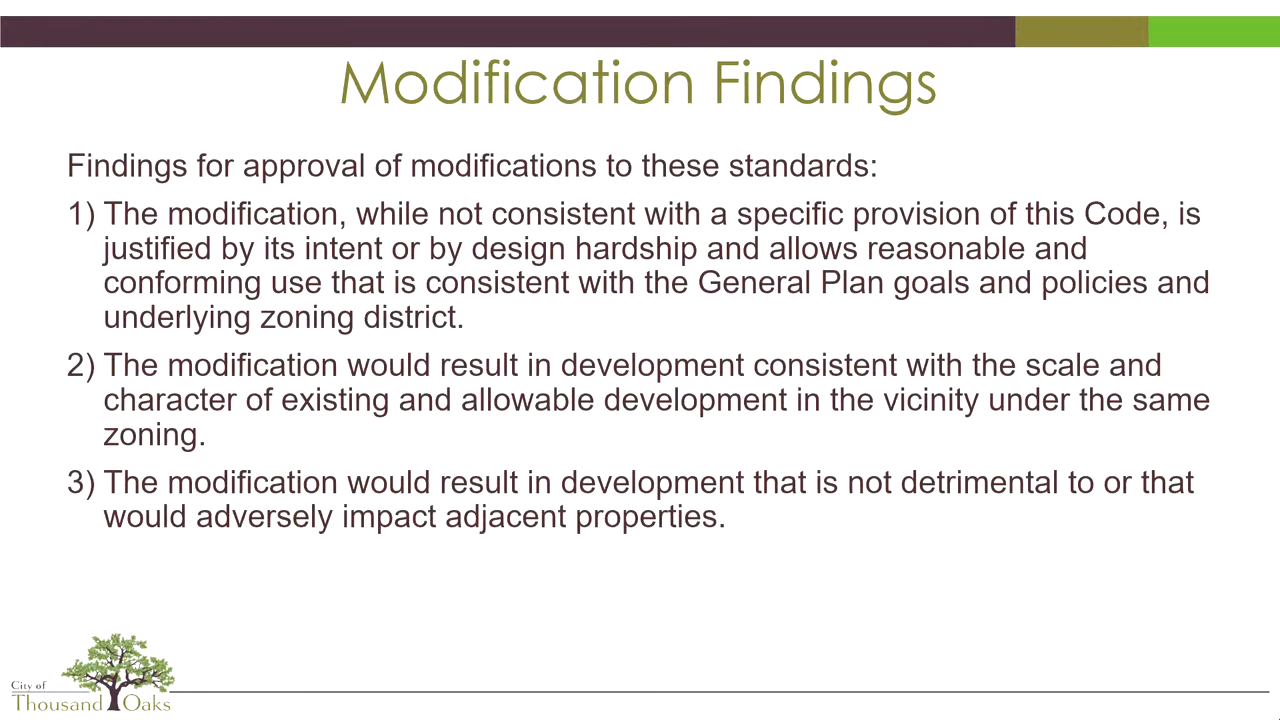 Modification Findings
Findings for approval of modifications to these standards:
1) The modification, while not consistent with a specific provision of this Code, is
justified by its intent or by design hardship and allows reasonable and
conforming use that is consistent with the General Plan goals and policies and
underlying zoning district.
2) The modification would result in development consistent with the scale and
character of existing and allowable development in the vicinity under the same
zoning.
3) The modification would result in development that is not detrimental to or that
would adversely impact adjacent properties.
City of
Thousand Oaks